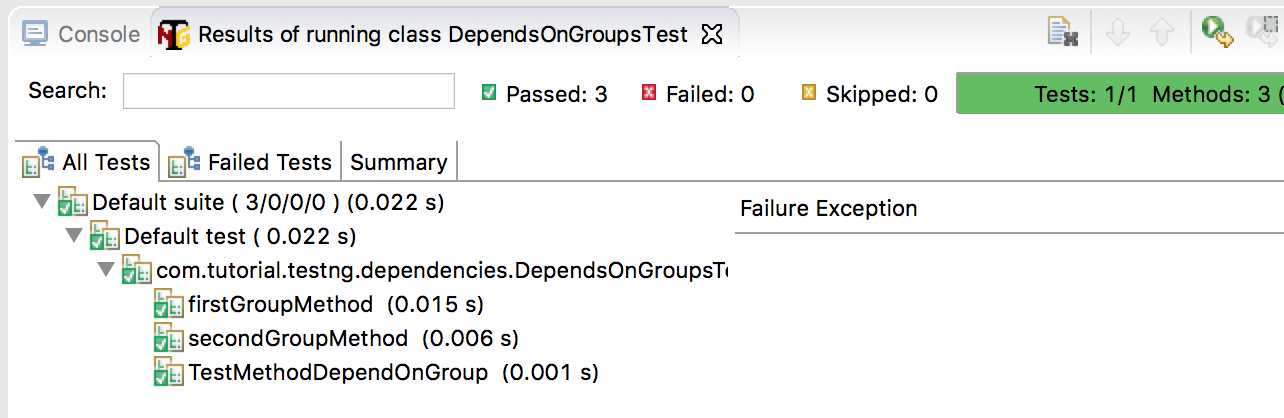 Console Results of running class DependsOnGroupsTest
Search: Passed: 3 Failed: 0 Skipped: 0 Tests: 1/1 Methods: 3 (
All Tests Failed Tests Summary
Default suite ( 3/0/0/0 ) (0.022 s)
Failure Exception
Default test ( 0.022 s)
com.tutorial.testng.dependencies.DependsOnGroupsTe
firstGroupMethod (0.015 s)
secondGroupMethod (0.006 s)
TestMethodDependOnGroup (0.001 s)